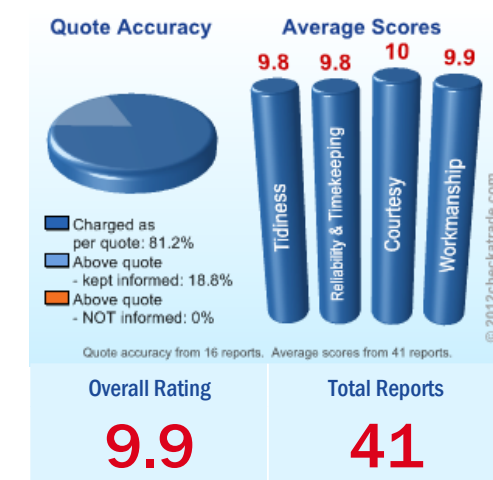 Quote Accuracy
Average Scores
9.8
9.8
10
9.9
Tidiness
Reliability & Timekeeping
Courtesy
Workmanship
Charged as
per quote: 81.2%
Above quote
- kept informed: 18.8%
Above quote
- NOT informed: 0%
© 2012checkatrade.com
Quote accuracy from 16 reports. Average scores from 41 reports.
Overall Rating
9.9
Total Reports
41